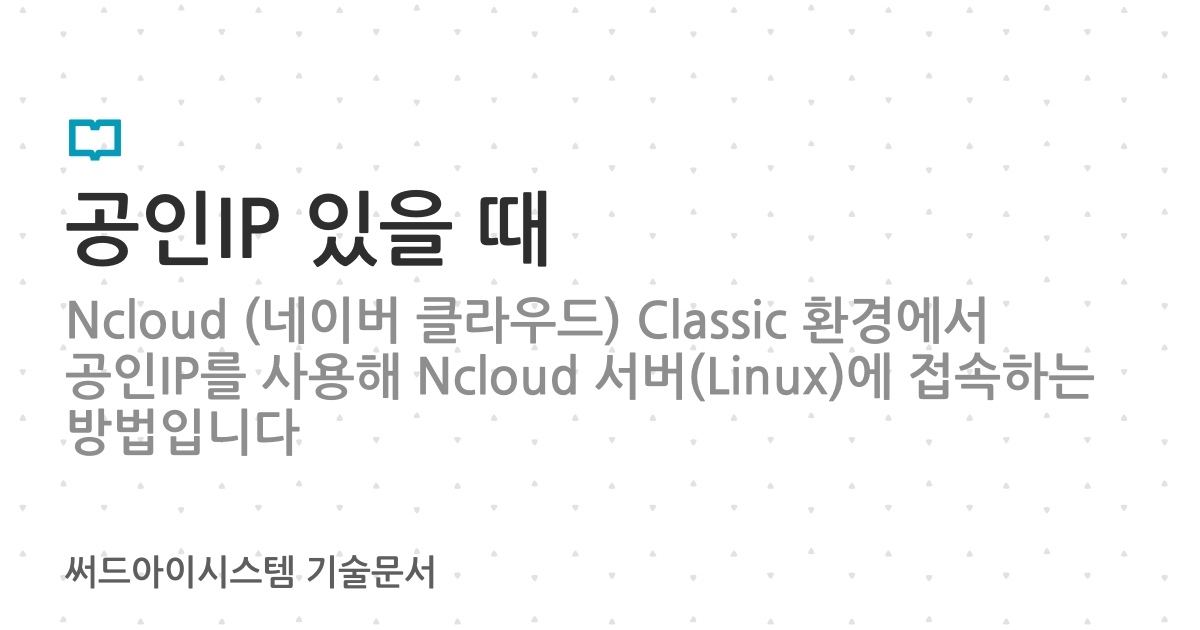 공인IP 있을 때
Ncloud (네이버 클라우드) Classic 환경에서
공인IP를 사용해 Ncloud 서버(Linux)에 접속하는
방법입니다
써드아이시스템 기술문서